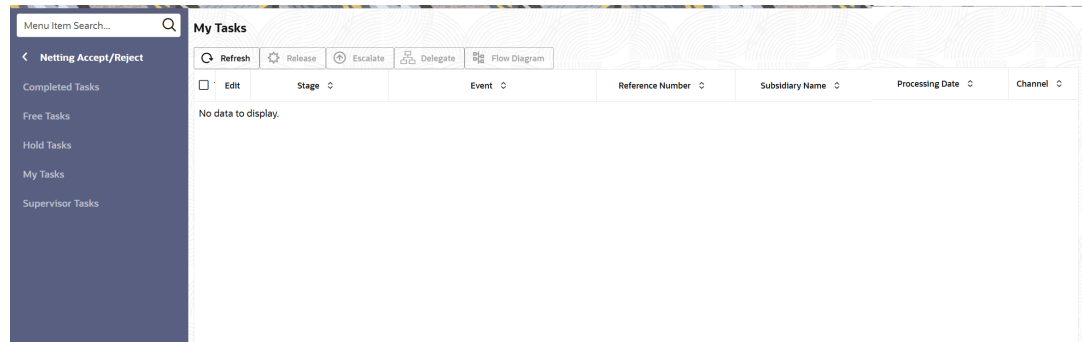 Menu Item Search...
Netting Accept/Reject
Completed Tasks
Free Tasks
Hold Tasks
My Tasks
Supervisor Tasks
My Tasks
Refresh Release Escalate Delegate Flow Diagram
Edit Stage Event Reference Number Subsidiary Name Processing Date Channel
No data to display.